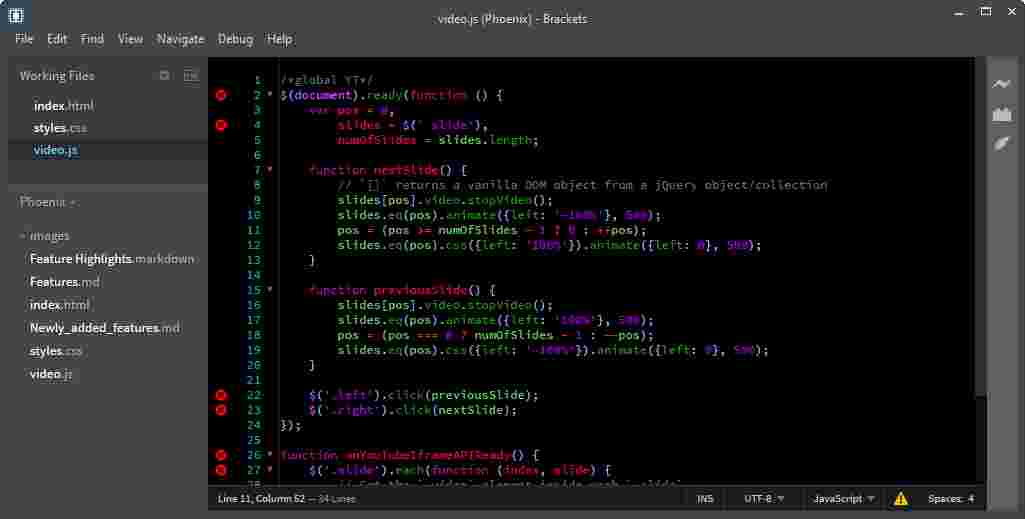 video.js (Phoenix) - Brackets
File Edit Find View Navigate Debug Help
Working Files
index.html
styles.css
video.js
Phoenix
images
Feature Highlights.markdown
Features.md
index.html
Newly_added_features.md
styles.css
video.js
1 /*global YT*/
2 $(document).ready(function () {
3 var pos = 0,
4 slides = $('.slide'),
5 numOfSlides = slides.length;
6
7 function nextSlide() {
8 // `[]` returns a vanilla DOM object from a jQuery object/collection
9 slides[pos].video.stopVideo();
10 slides.eq(pos).animate({left: '-100%'}, 500);
11 pos = (pos >= numOfSlides - 1 ? 0 : ++pos);
12 slides.eq(pos).css({left: '100%'}).animate({left: 0}, 500);
13 }
14
15 function previousSlide() {
16 slides[pos].video.stopVideo();
17 slides.eq(pos).animate({left: '100%'}, 500);
18 pos = (pos === 0 ? numOfSlides - 1 : --pos);
19 slides.eq(pos).css({left: '-100%'}).animate({left: 0}, 500);
20 }
21
22 $('.left').click(previousSlide);
23 $('.right').click(nextSlide);
24 });
25
26 function onYouTubeIframeAPIReady() {
27 $('.slide').each(function (index, slide) {
Line 11, Column 52 — 34 Lines INS UTF-8 JavaScript Spaces: 4